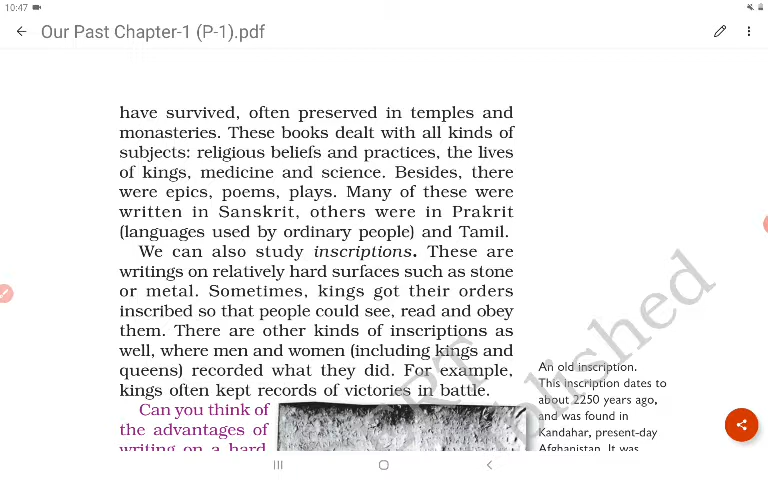 10:47
Our Past Chapter-1 (P-1).pdf
have survived, often preserved in temples and
monasteries. These books dealt with all kinds of
subjects: religious beliefs and practices, the lives
of kings, medicine and science. Besides, there
were epics, poems, plays. Many of these were
written in Sanskrit, others were in Prakrit
(languages used by ordinary people) and Tamil.
We can also study inscriptions. These are
writings on relatively hard surfaces such as stone
or metal. Sometimes, kings got their orders
inscribed so that people could see, read and obey
them. There are other kinds of inscriptions as
well, where men and women (including kings and
queens) recorded what they did. For example,
kings often kept records of victories in battle.
Can you think of
the advantages of
writing on a hard
An old inscription.
This inscription dates to
about 2250 years ago,
and was found in
Kandahar, present-day
Afghanistan. It was